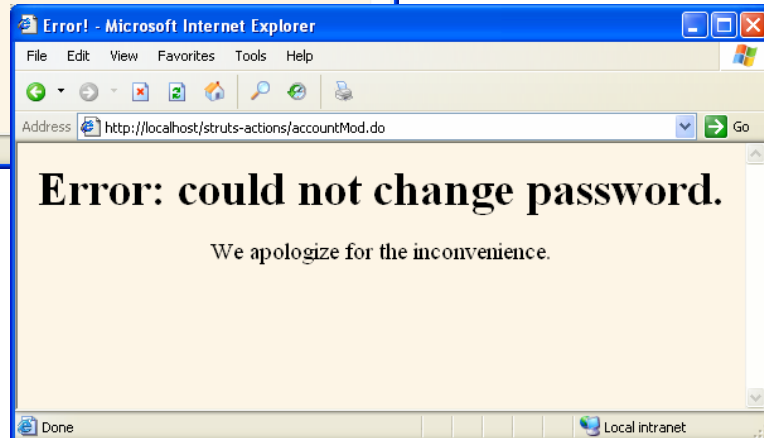 Error! - Microsoft Internet Explorer
File Edit View Favorites Tools Help
Address http://localhost/struts-actions/accountMod.do Go
Error: could not change password.
We apologize for the inconvenience.
Done Local intranet